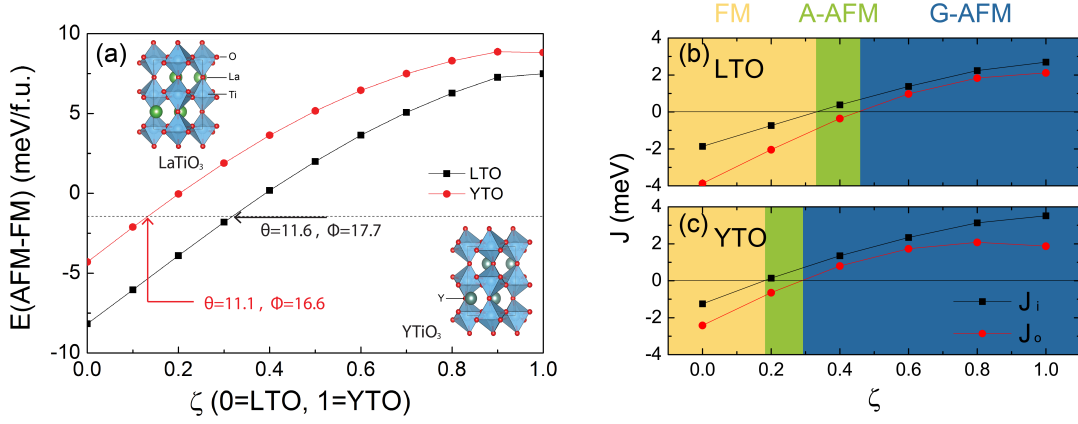 (a)
O
La
Ti
LaTiO₃
LTO
YTO
θ=11.6 , Φ=17.7
θ=11.1 , Φ=16.6
Y
YTiO₃
10
5
0
-5
-10
E(AFM-FM) (meV/f.u.)
0.0 0.2 0.4 0.6 0.8 1.0
ζ (0=LTO, 1=YTO)
FM A-AFM G-AFM
(b) LTO
4
2
0
-2
-4
(c) YTO
4
2
0
-2
-4
J (meV)
J i
J o
0.0 0.2 0.4 0.6 0.8 1.0
ζ